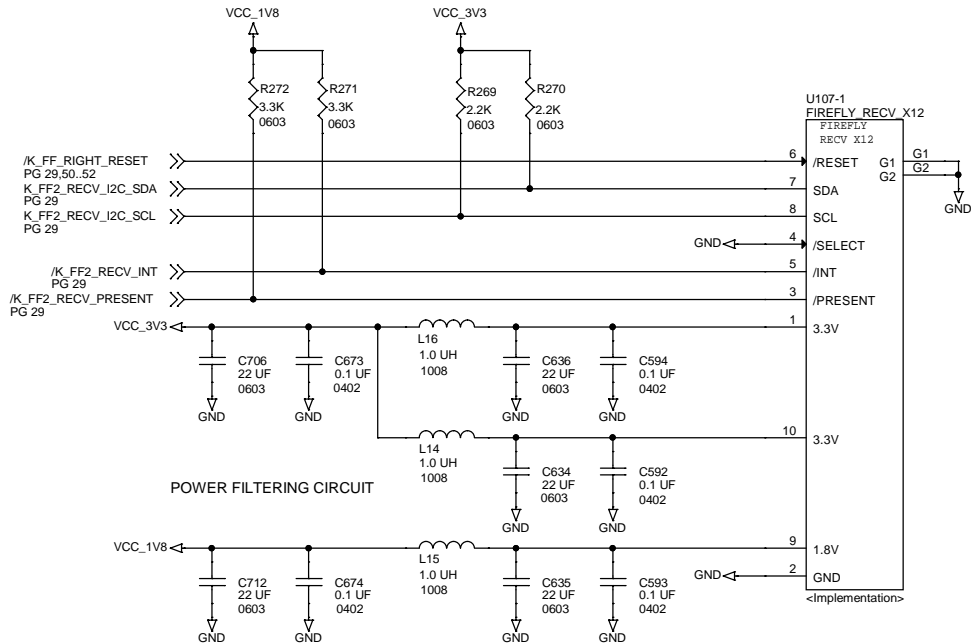 VCC_1V8
VCC_3V3
R272
3.3K
0603
R271
3.3K
0603
R269
2.2K
0603
R270
2.2K
0603
U107-1
FIREFLY_RECV_X12
FIREFLY
RECV X12
/K_FF_RIGHT_RESET
PG 29,50..52
6
/RESET
G1
G1
G2
G2
GND
K_FF2_RECV_I2C_SDA
PG 29
7
SDA
K_FF2_RECV_I2C_SCL
PG 29
8
SCL
GND
4
/SELECT
/K_FF2_RECV_INT
PG 29
5
/INT
/K_FF2_RECV_PRESENT
PG 29
3
/PRESENT
VCC_3V3
1
3.3V
C706
22 UF
0603
GND
C673
0.1 UF
0402
GND
L16
1.0 UH
1008
C636
22 UF
0603
GND
C594
0.1 UF
0402
GND
10
3.3V
L14
1.0 UH
1008
C634
22 UF
0603
GND
C592
0.1 UF
0402
GND
POWER FILTERING CIRCUIT
VCC_1V8
9
1.8V
C712
22 UF
0603
GND
C674
0.1 UF
0402
GND
L15
1.0 UH
1008
C635
22 UF
0603
GND
C593
0.1 UF
0402
GND
GND
2
GND
<Implementation>